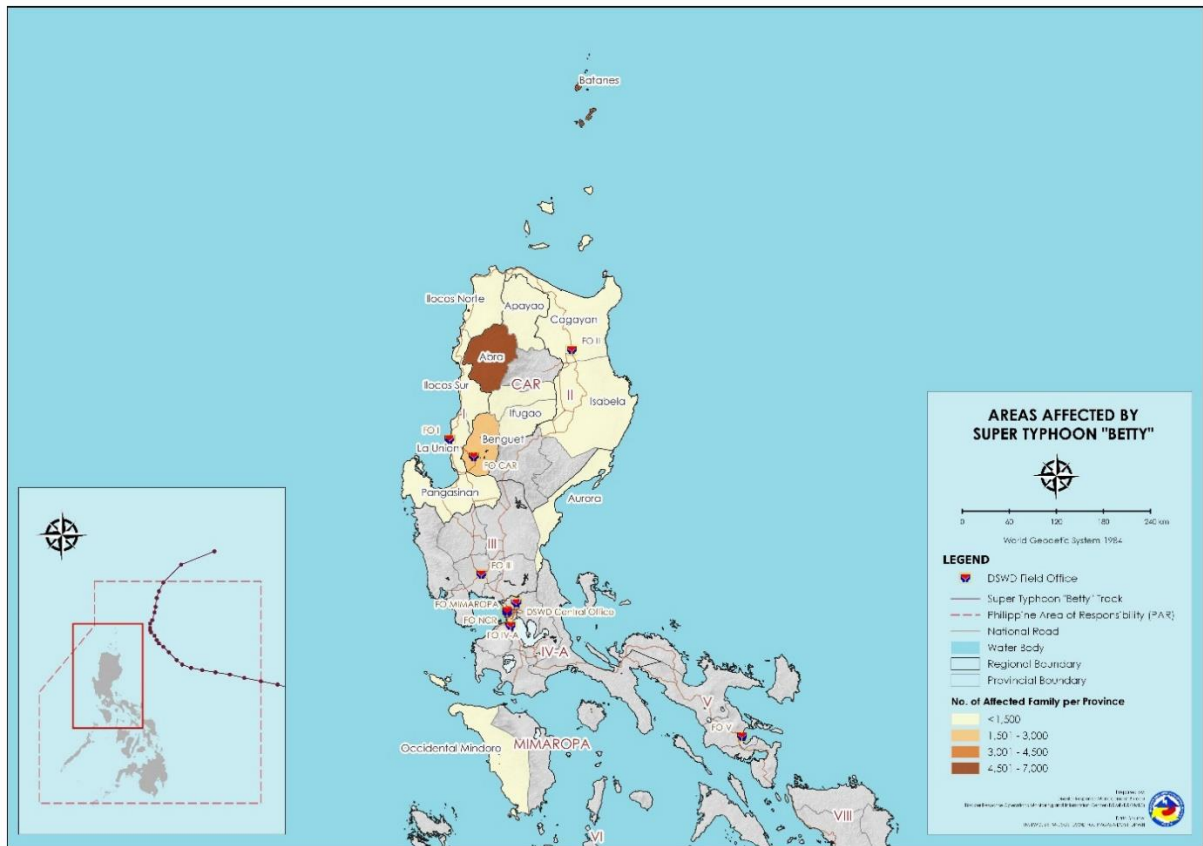 Batanes
Ilocos Norte
Apayao
Cagayan
FO II
Abra
Ilocos Sur
CAR
II
Isabela
I
Ifugao
FO I
Benguet
La Union
FO CAR
Pangasinan
Aurora
III
FO III
FO MIMAROPA
DSWD Central Office
FO NCR
FO IV-A
IV-A
V
FO V
Occidental Mindoro
MIMAROPA
VI
VIII
AREAS AFFECTED BY
SUPER TYPHOON "BETTY"
0 60 120 180 240 km
World Geodetic System 1984
LEGEND
DSWD Field Office
Super Typhoon "Betty" Track
Philippine Area of Responsibility (PAR)
National Road
Water Body
Regional Boundary
Provincial Boundary
No. of Affected Family per Province
<1,500
1,501 - 3,000
3,001 - 4,500
4,501 - 7,000
Prepared by: